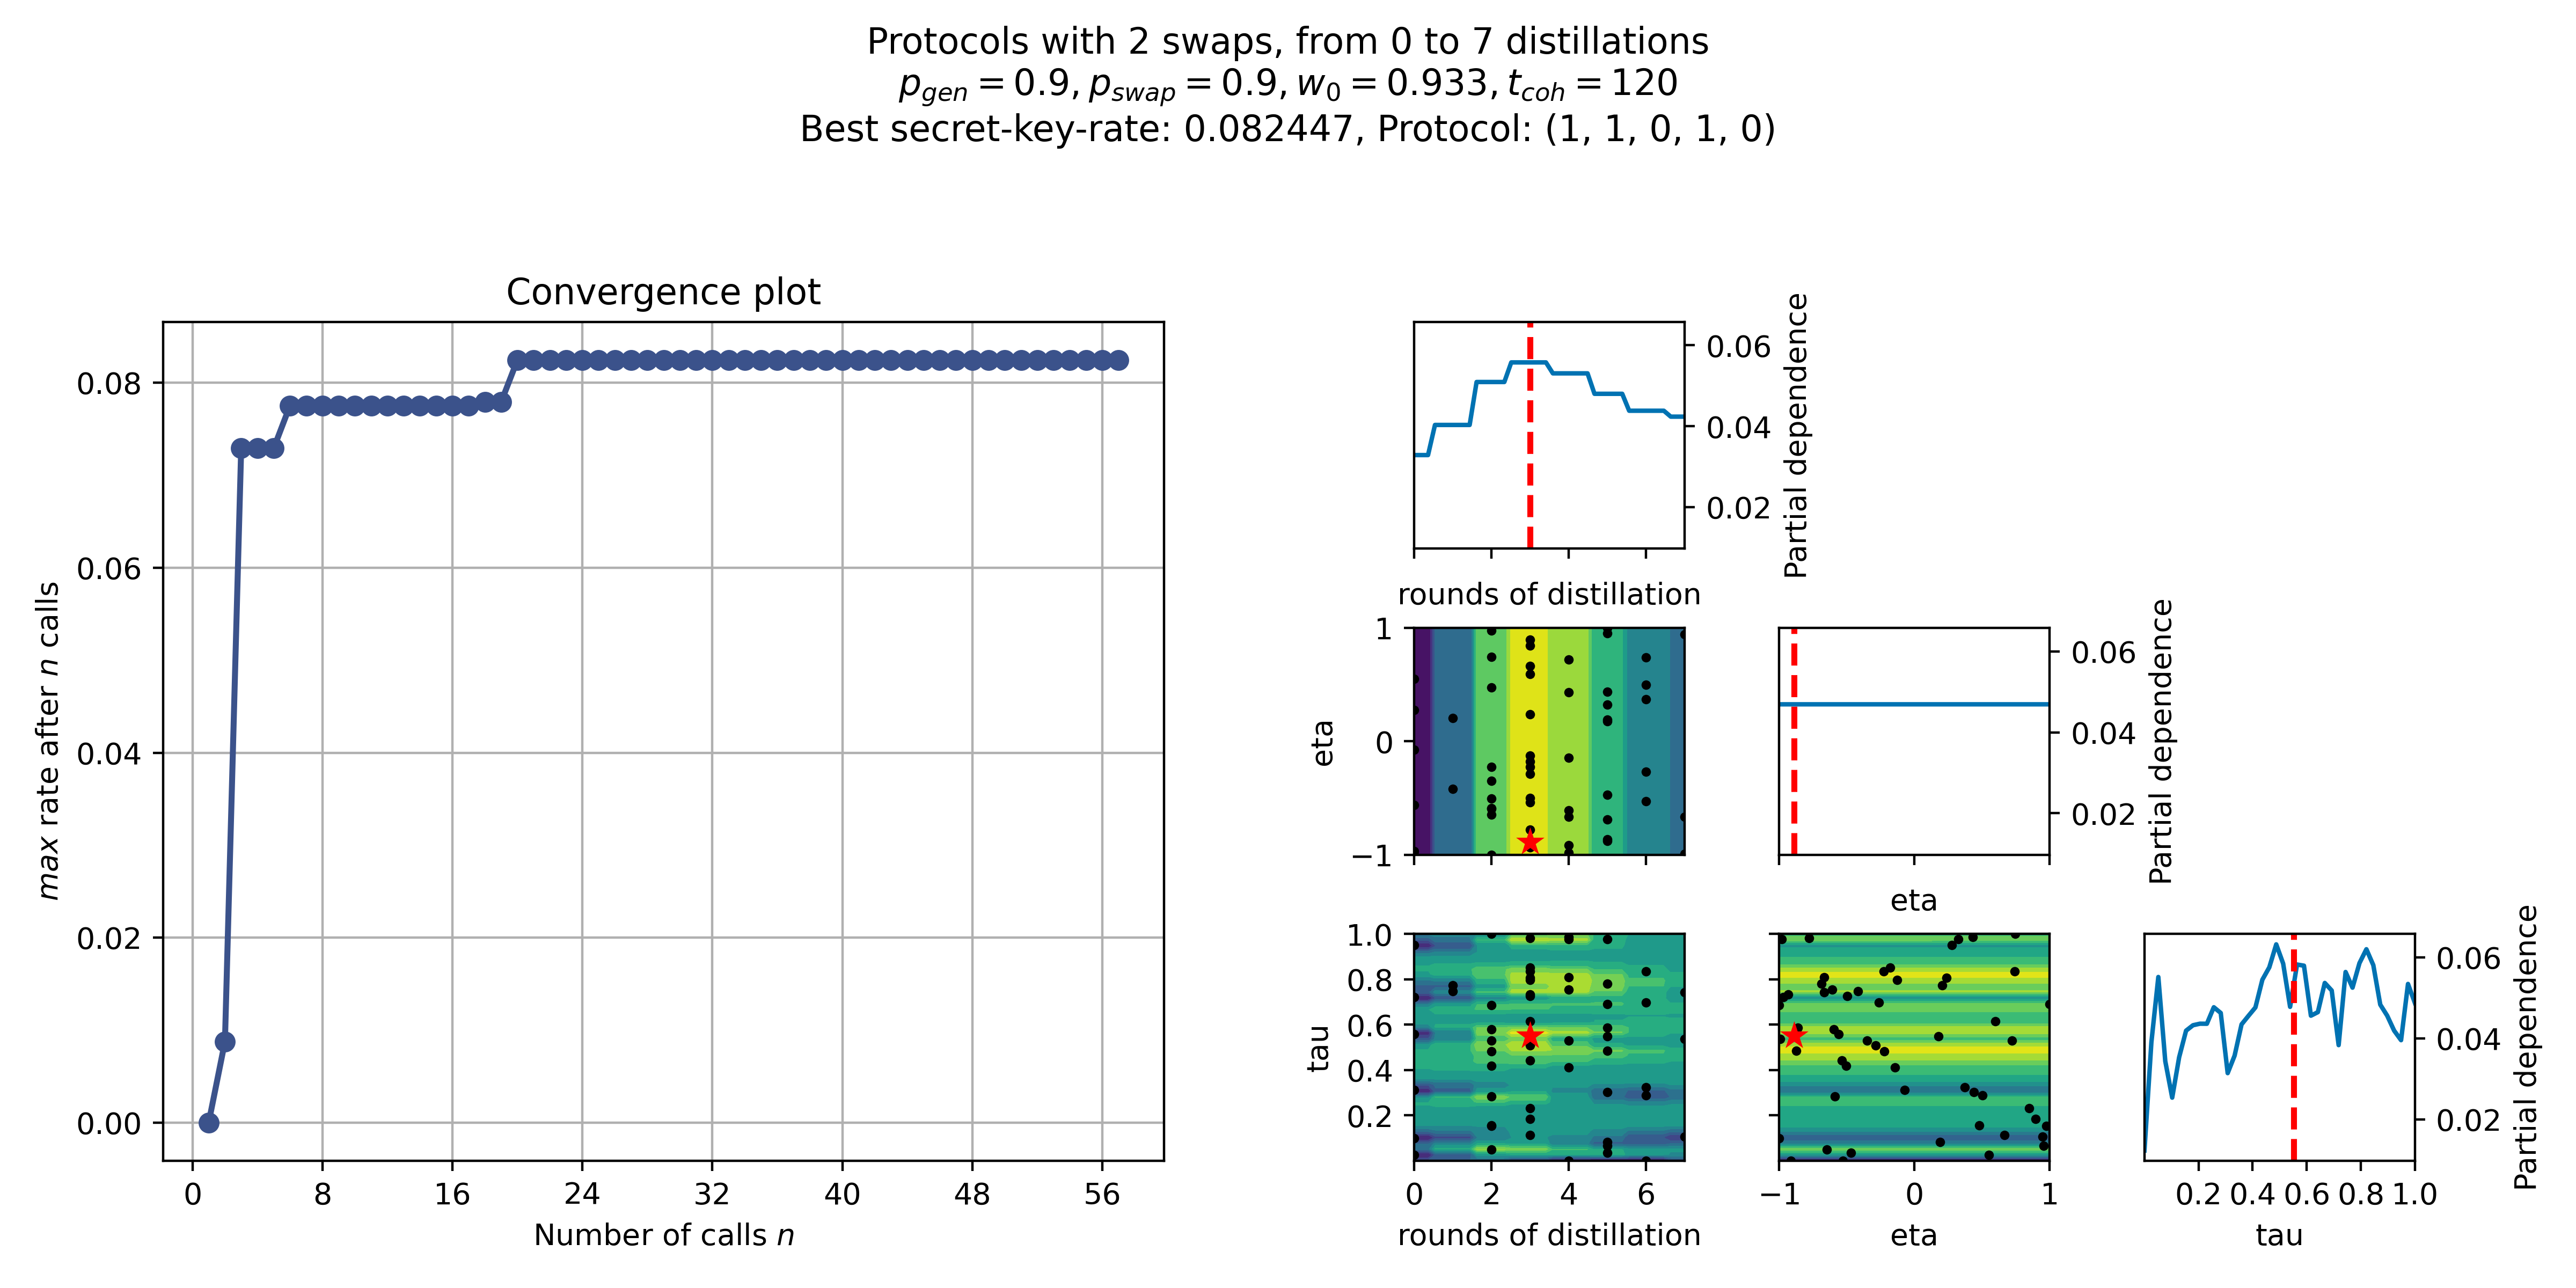 Protocols with 2 swaps, from 0 to 7 distillations
p_gen = 0.9, p_swap = 0.9, w_0 = 0.933, t_coh = 120
Best secret-key-rate: 0.082447, Protocol: (1, 1, 0, 1, 0)
Convergence plot
max rate after n calls
0.08
0.06
0.04
0.02
0.00
0 8 16 24 32 40 48 56
Number of calls n
0.06
0.04
0.02
Partial dependence
rounds of distillation
eta
1
0
−1
0.06
0.04
0.02
Partial dependence
eta
tau
1.0
0.8
0.6
0.4
0.2
0 2 4 6
rounds of distillation
−1 0 1
eta
0.06
0.04
0.02
Partial dependence
0.2 0.4 0.6 0.8 1.0
tau